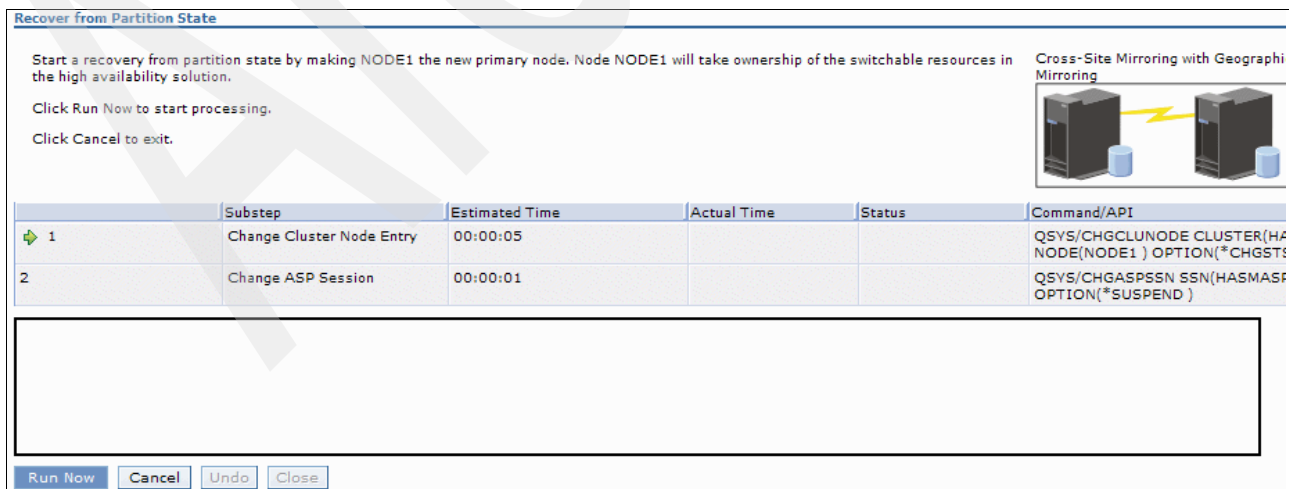 Recover from Partition State
Start a recovery from partition state by making NODE1 the new primary node. Node NODE1 will take ownership of the switchable resources in
the high availability solution.
Click Run Now to start processing.
Click Cancel to exit.
Cross-Site Mirroring with Geographi
Mirroring
Substep Estimated Time Actual Time Status Command/API
1 Change Cluster Node Entry 00:00:05 QSYS/CHGCLUNODE CLUSTER(HA
NODE(NODE1 ) OPTION(*CHGSTS
2 Change ASP Session 00:00:01 QSYS/CHGASPSSN SSN(HASMASP
OPTION(*SUSPEND )
Run Now Cancel Undo Close